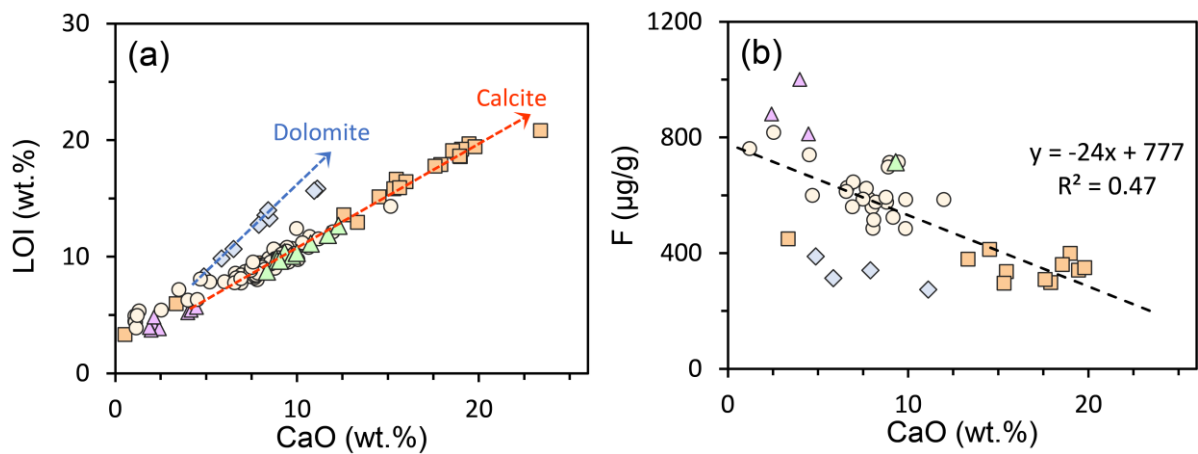 (a)
30
20
10
0
LOI (wt.%)
Dolomite
Calcite
0 10 20
CaO (wt.%)
(b)
1200
800
400
0
F (µg/g)
y = -24x + 777
R² = 0.47
0 10 20
CaO (wt.%)